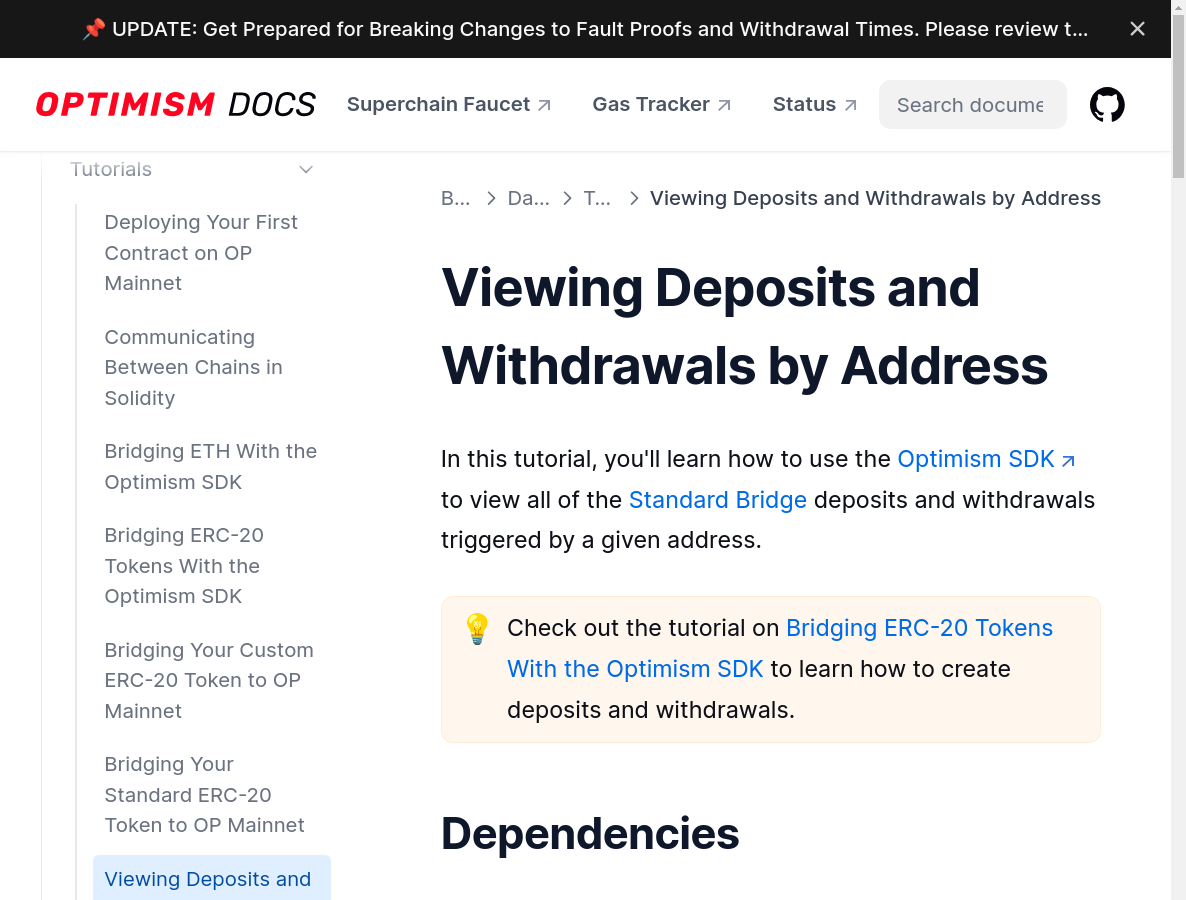 📌 UPDATE: Get Prepared for Breaking Changes to Fault Proofs and Withdrawal Times. Please review t...
OPTIMISM DOCS
Superchain Faucet
Gas Tracker
Status
Search docume
Tutorials
Deploying Your First
Contract on OP
Mainnet
Communicating
Between Chains in
Solidity
Bridging ETH With the
Optimism SDK
Bridging ERC-20
Tokens With the
Optimism SDK
Bridging Your Custom
ERC-20 Token to OP
Mainnet
Bridging Your
Standard ERC-20
Token to OP Mainnet
Viewing Deposits and
B... > Da... > T... > Viewing Deposits and Withdrawals by Address
Viewing Deposits and
Withdrawals by Address
In this tutorial, you'll learn how to use the Optimism SDK
to view all of the Standard Bridge deposits and withdrawals
triggered by a given address.
💡 Check out the tutorial on Bridging ERC-20 Tokens
With the Optimism SDK to learn how to create
deposits and withdrawals.
Dependencies